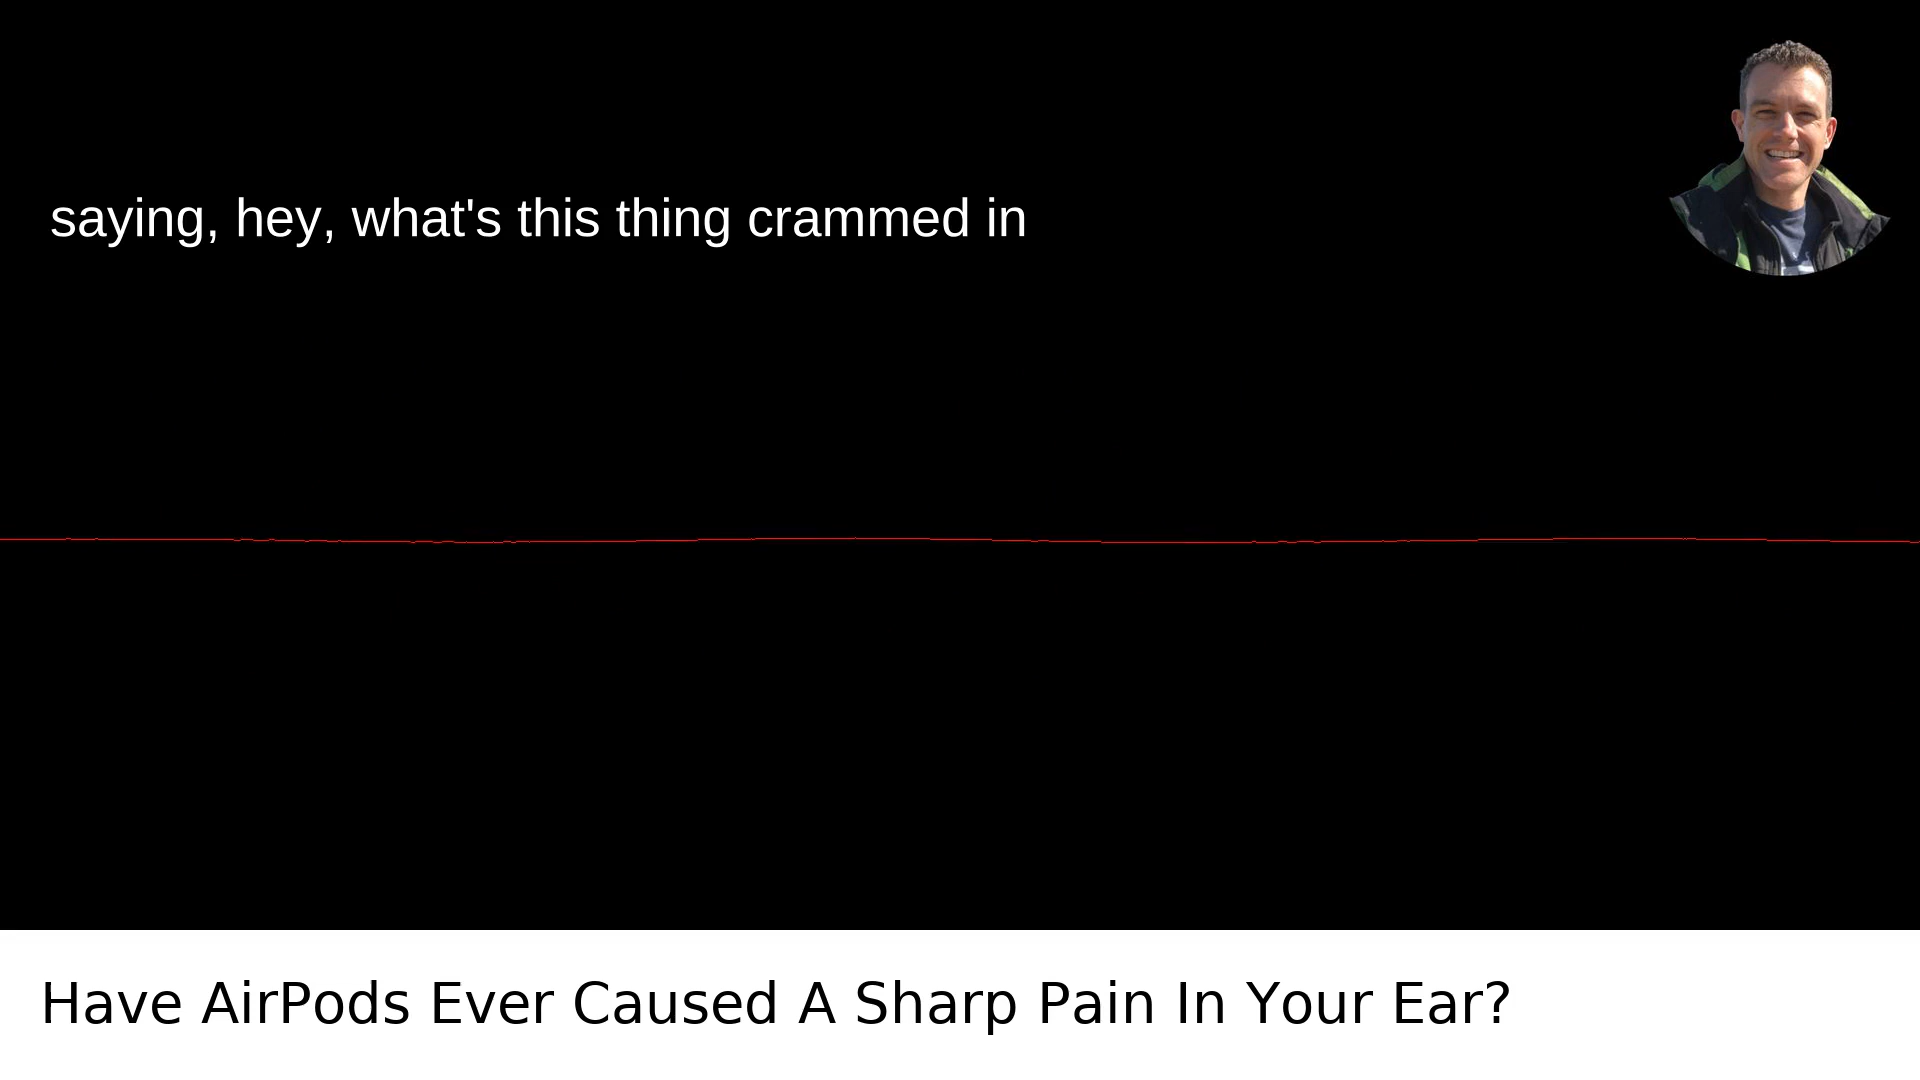 saying, hey, what's this thing crammed in
Have AirPods Ever Caused A Sharp Pain In Your Ear?